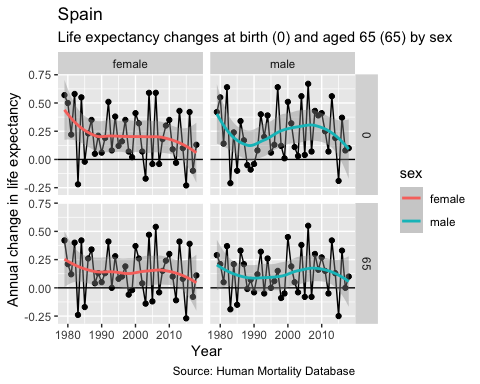 Spain
Life expectancy changes at birth (0) and aged 65 (65) by sex
female male
0.75
0.50
0.25
0.00
-0.25
0
0.75
0.50
0.25
0.00
-0.25
65
1980 1990 2000 2010 1980 1990 2000 2010
Annual change in life expectancy
Year
sex
female
male
Source: Human Mortality Database